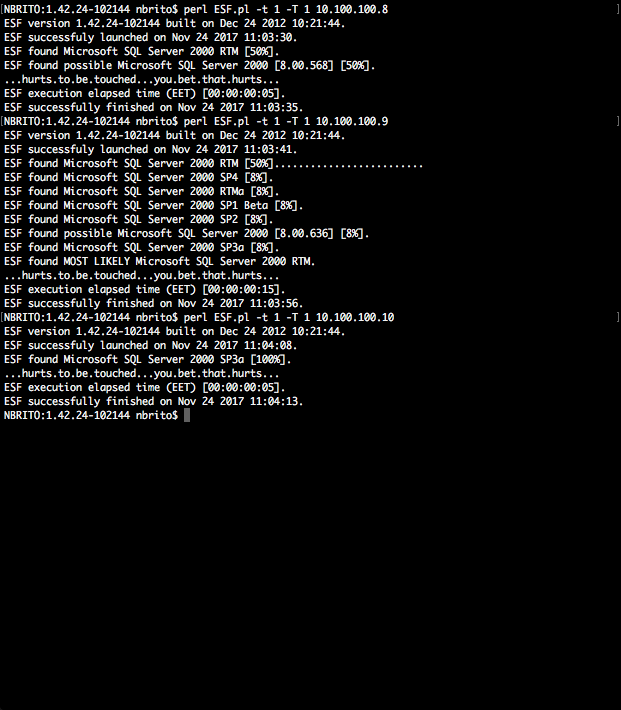 [NBRITO:1.42.24-102144 nbrito$ perl ESF.pl -t 1 -T 1 10.100.100.8 ]
ESF version 1.42.24-102144 built on Dec 24 2012 10:21:44.
ESF successfuly launched on Nov 24 2017 11:03:30.
ESF found Microsoft SQL Server 2000 RTM [50%].
ESF found possible Microsoft SQL Server 2000 [8.00.568] [50%].
...hurts.to.be.touched...you.bet.that.hurts...
ESF execution elapsed time (EET) [00:00:00:05].
ESF successfully finished on Nov 24 2017 11:03:35.
[NBRITO:1.42.24-102144 nbrito$ perl ESF.pl -t 1 -T 1 10.100.100.9 ]
ESF version 1.42.24-102144 built on Dec 24 2012 10:21:44.
ESF successfuly launched on Nov 24 2017 11:03:41.
ESF found Microsoft SQL Server 2000 RTM [50%].........................
ESF found Microsoft SQL Server 2000 SP4 [8%].
ESF found Microsoft SQL Server 2000 RTMa [8%].
ESF found Microsoft SQL Server 2000 SP1 Beta [8%].
ESF found Microsoft SQL Server 2000 SP2 [8%].
ESF found possible Microsoft SQL Server 2000 [8.00.636] [8%].
ESF found Microsoft SQL Server 2000 SP3a [8%].
ESF found MOST LIKELY Microsoft SQL Server 2000 RTM.
...hurts.to.be.touched...you.bet.that.hurts...
ESF execution elapsed time (EET) [00:00:00:15].
ESF successfully finished on Nov 24 2017 11:03:56.
[NBRITO:1.42.24-102144 nbrito$ perl ESF.pl -t 1 -T 1 10.100.100.10 ]
ESF version 1.42.24-102144 built on Dec 24 2012 10:21:44.
ESF successfuly launched on Nov 24 2017 11:04:08.
ESF found Microsoft SQL Server 2000 SP3a [100%].
...hurts.to.be.touched...you.bet.that.hurts...
ESF execution elapsed time (EET) [00:00:00:05].
ESF successfully finished on Nov 24 2017 11:04:13.
NBRITO:1.42.24-102144 nbrito$